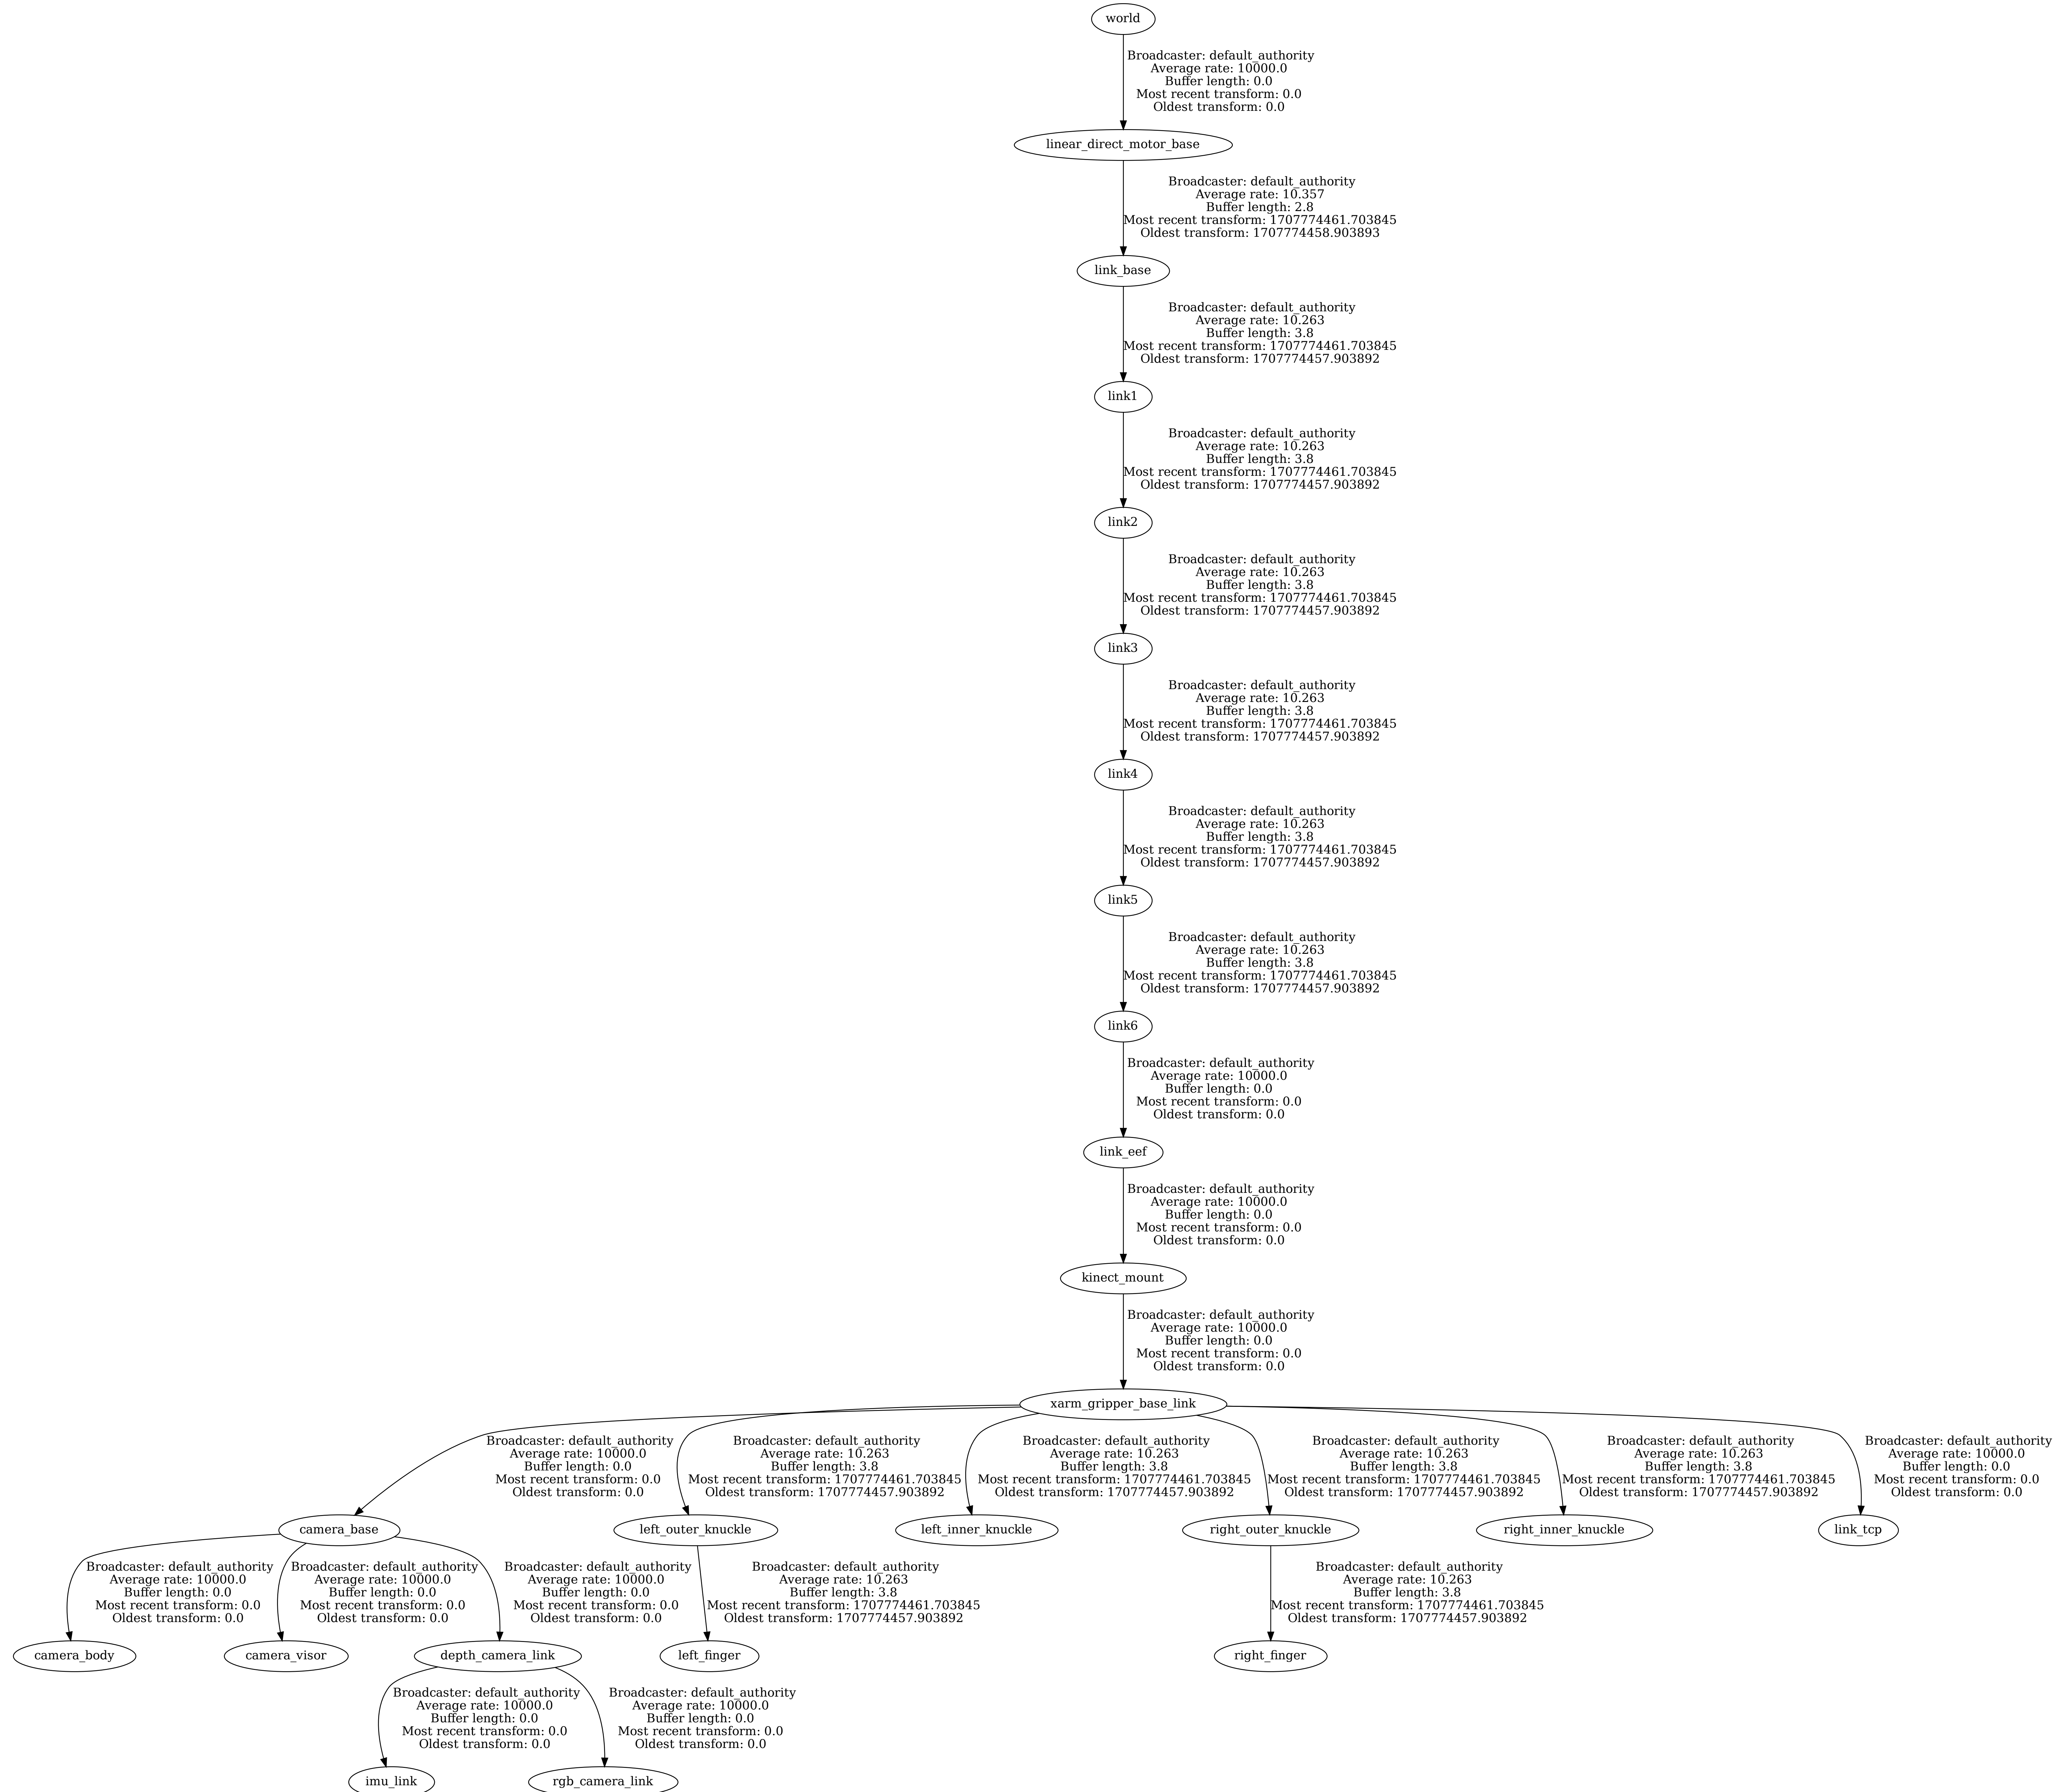 world
Broadcaster: default_authority
Average rate: 10000.0
Buffer length: 0.0
Most recent transform: 0.0
Oldest transform: 0.0
linear_direct_motor_base
Broadcaster: default_authority
Average rate: 10.357
Buffer length: 2.8
Most recent transform: 1707774461.703845
Oldest transform: 1707774458.903893
link_base
Broadcaster: default_authority
Average rate: 10.263
Buffer length: 3.8
Most recent transform: 1707774461.703845
Oldest transform: 1707774457.903892
link1
Broadcaster: default_authority
Average rate: 10.263
Buffer length: 3.8
Most recent transform: 1707774461.703845
Oldest transform: 1707774457.903892
link2
Broadcaster: default_authority
Average rate: 10.263
Buffer length: 3.8
Most recent transform: 1707774461.703845
Oldest transform: 1707774457.903892
link3
Broadcaster: default_authority
Average rate: 10.263
Buffer length: 3.8
Most recent transform: 1707774461.703845
Oldest transform: 1707774457.903892
link4
Broadcaster: default_authority
Average rate: 10.263
Buffer length: 3.8
Most recent transform: 1707774461.703845
Oldest transform: 1707774457.903892
link5
Broadcaster: default_authority
Average rate: 10.263
Buffer length: 3.8
Most recent transform: 1707774461.703845
Oldest transform: 1707774457.903892
link6
Broadcaster: default_authority
Average rate: 10000.0
Buffer length: 0.0
Most recent transform: 0.0
Oldest transform: 0.0
link_eef
Broadcaster: default_authority
Average rate: 10000.0
Buffer length: 0.0
Most recent transform: 0.0
Oldest transform: 0.0
kinect_mount
Broadcaster: default_authority
Average rate: 10000.0
Buffer length: 0.0
Most recent transform: 0.0
Oldest transform: 0.0
xarm_gripper_base_link
Broadcaster: default_authority
Average rate: 10000.0
Buffer length: 0.0
Most recent transform: 0.0
Oldest transform: 0.0
Broadcaster: default_authority
Average rate: 10.263
Buffer length: 3.8
Most recent transform: 1707774461.703845
Oldest transform: 1707774457.903892
Broadcaster: default_authority
Average rate: 10.263
Buffer length: 3.8
Most recent transform: 1707774461.703845
Oldest transform: 1707774457.903892
Broadcaster: default_authority
Average rate: 10.263
Buffer length: 3.8
Most recent transform: 1707774461.703845
Oldest transform: 1707774457.903892
Broadcaster: default_authority
Average rate: 10.263
Buffer length: 3.8
Most recent transform: 1707774461.703845
Oldest transform: 1707774457.903892
Broadcaster: default_authority
Average rate: 10000.0
Buffer length: 0.0
Most recent transform: 0.0
Oldest transform: 0.0
camera_base
left_outer_knuckle
left_inner_knuckle
right_outer_knuckle
right_inner_knuckle
link_tcp
Broadcaster: default_authority
Average rate: 10000.0
Buffer length: 0.0
Most recent transform: 0.0
Oldest transform: 0.0
Broadcaster: default_authority
Average rate: 10000.0
Buffer length: 0.0
Most recent transform: 0.0
Oldest transform: 0.0
Broadcaster: default_authority
Average rate: 10000.0
Buffer length: 0.0
Most recent transform: 0.0
Oldest transform: 0.0
Broadcaster: default_authority
Average rate: 10.263
Buffer length: 3.8
Most recent transform: 1707774461.703845
Oldest transform: 1707774457.903892
Broadcaster: default_authority
Average rate: 10.263
Buffer length: 3.8
Most recent transform: 1707774461.703845
Oldest transform: 1707774457.903892
camera_body
camera_visor
depth_camera_link
left_finger
right_finger
Broadcaster: default_authority
Average rate: 10000.0
Buffer length: 0.0
Most recent transform: 0.0
Oldest transform: 0.0
Broadcaster: default_authority
Average rate: 10000.0
Buffer length: 0.0
Most recent transform: 0.0
Oldest transform: 0.0
imu_link
rgb_camera_link